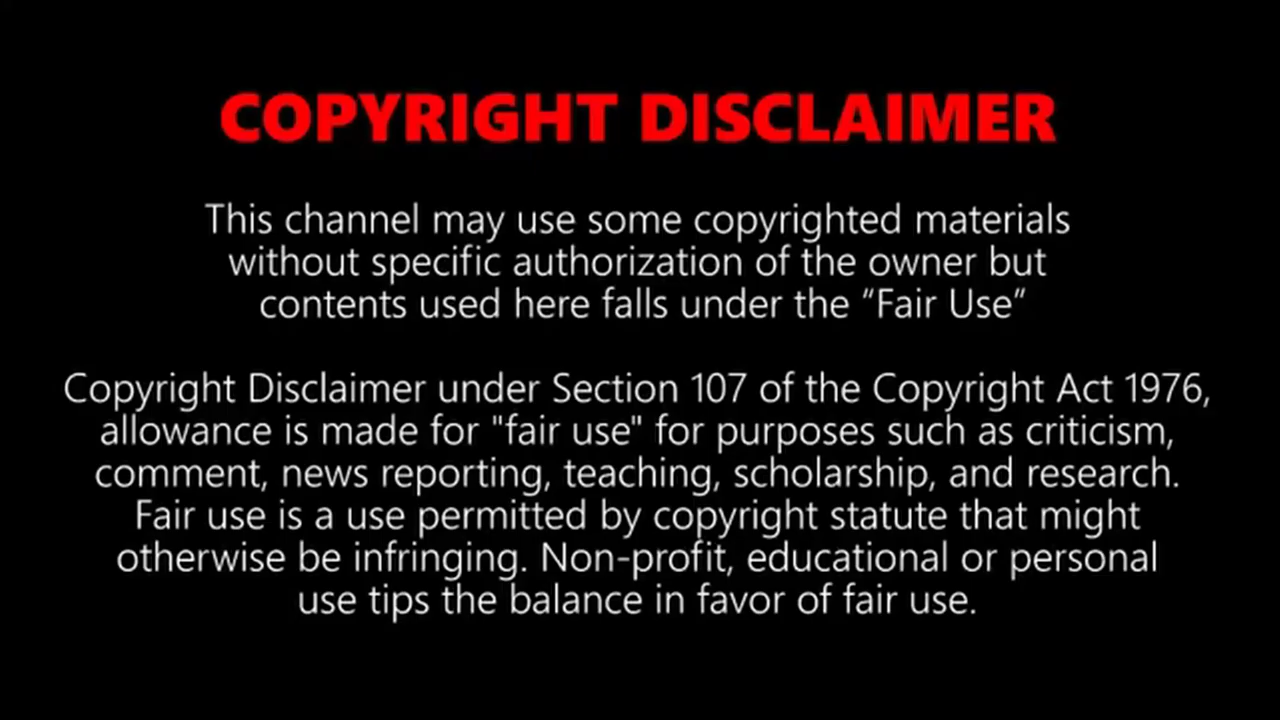 COPYRIGHT DISCLAIMER
This channel may use some copyrighted materials
without specific authorization of the owner but
contents used here falls under the “Fair Use”
Copyright Disclaimer under Section 107 of the Copyright Act 1976,
allowance is made for "fair use" for purposes such as criticism,
comment, news reporting, teaching, scholarship, and research.
Fair use is a use permitted by copyright statute that might
otherwise be infringing. Non-profit, educational or personal
use tips the balance in favor of fair use.